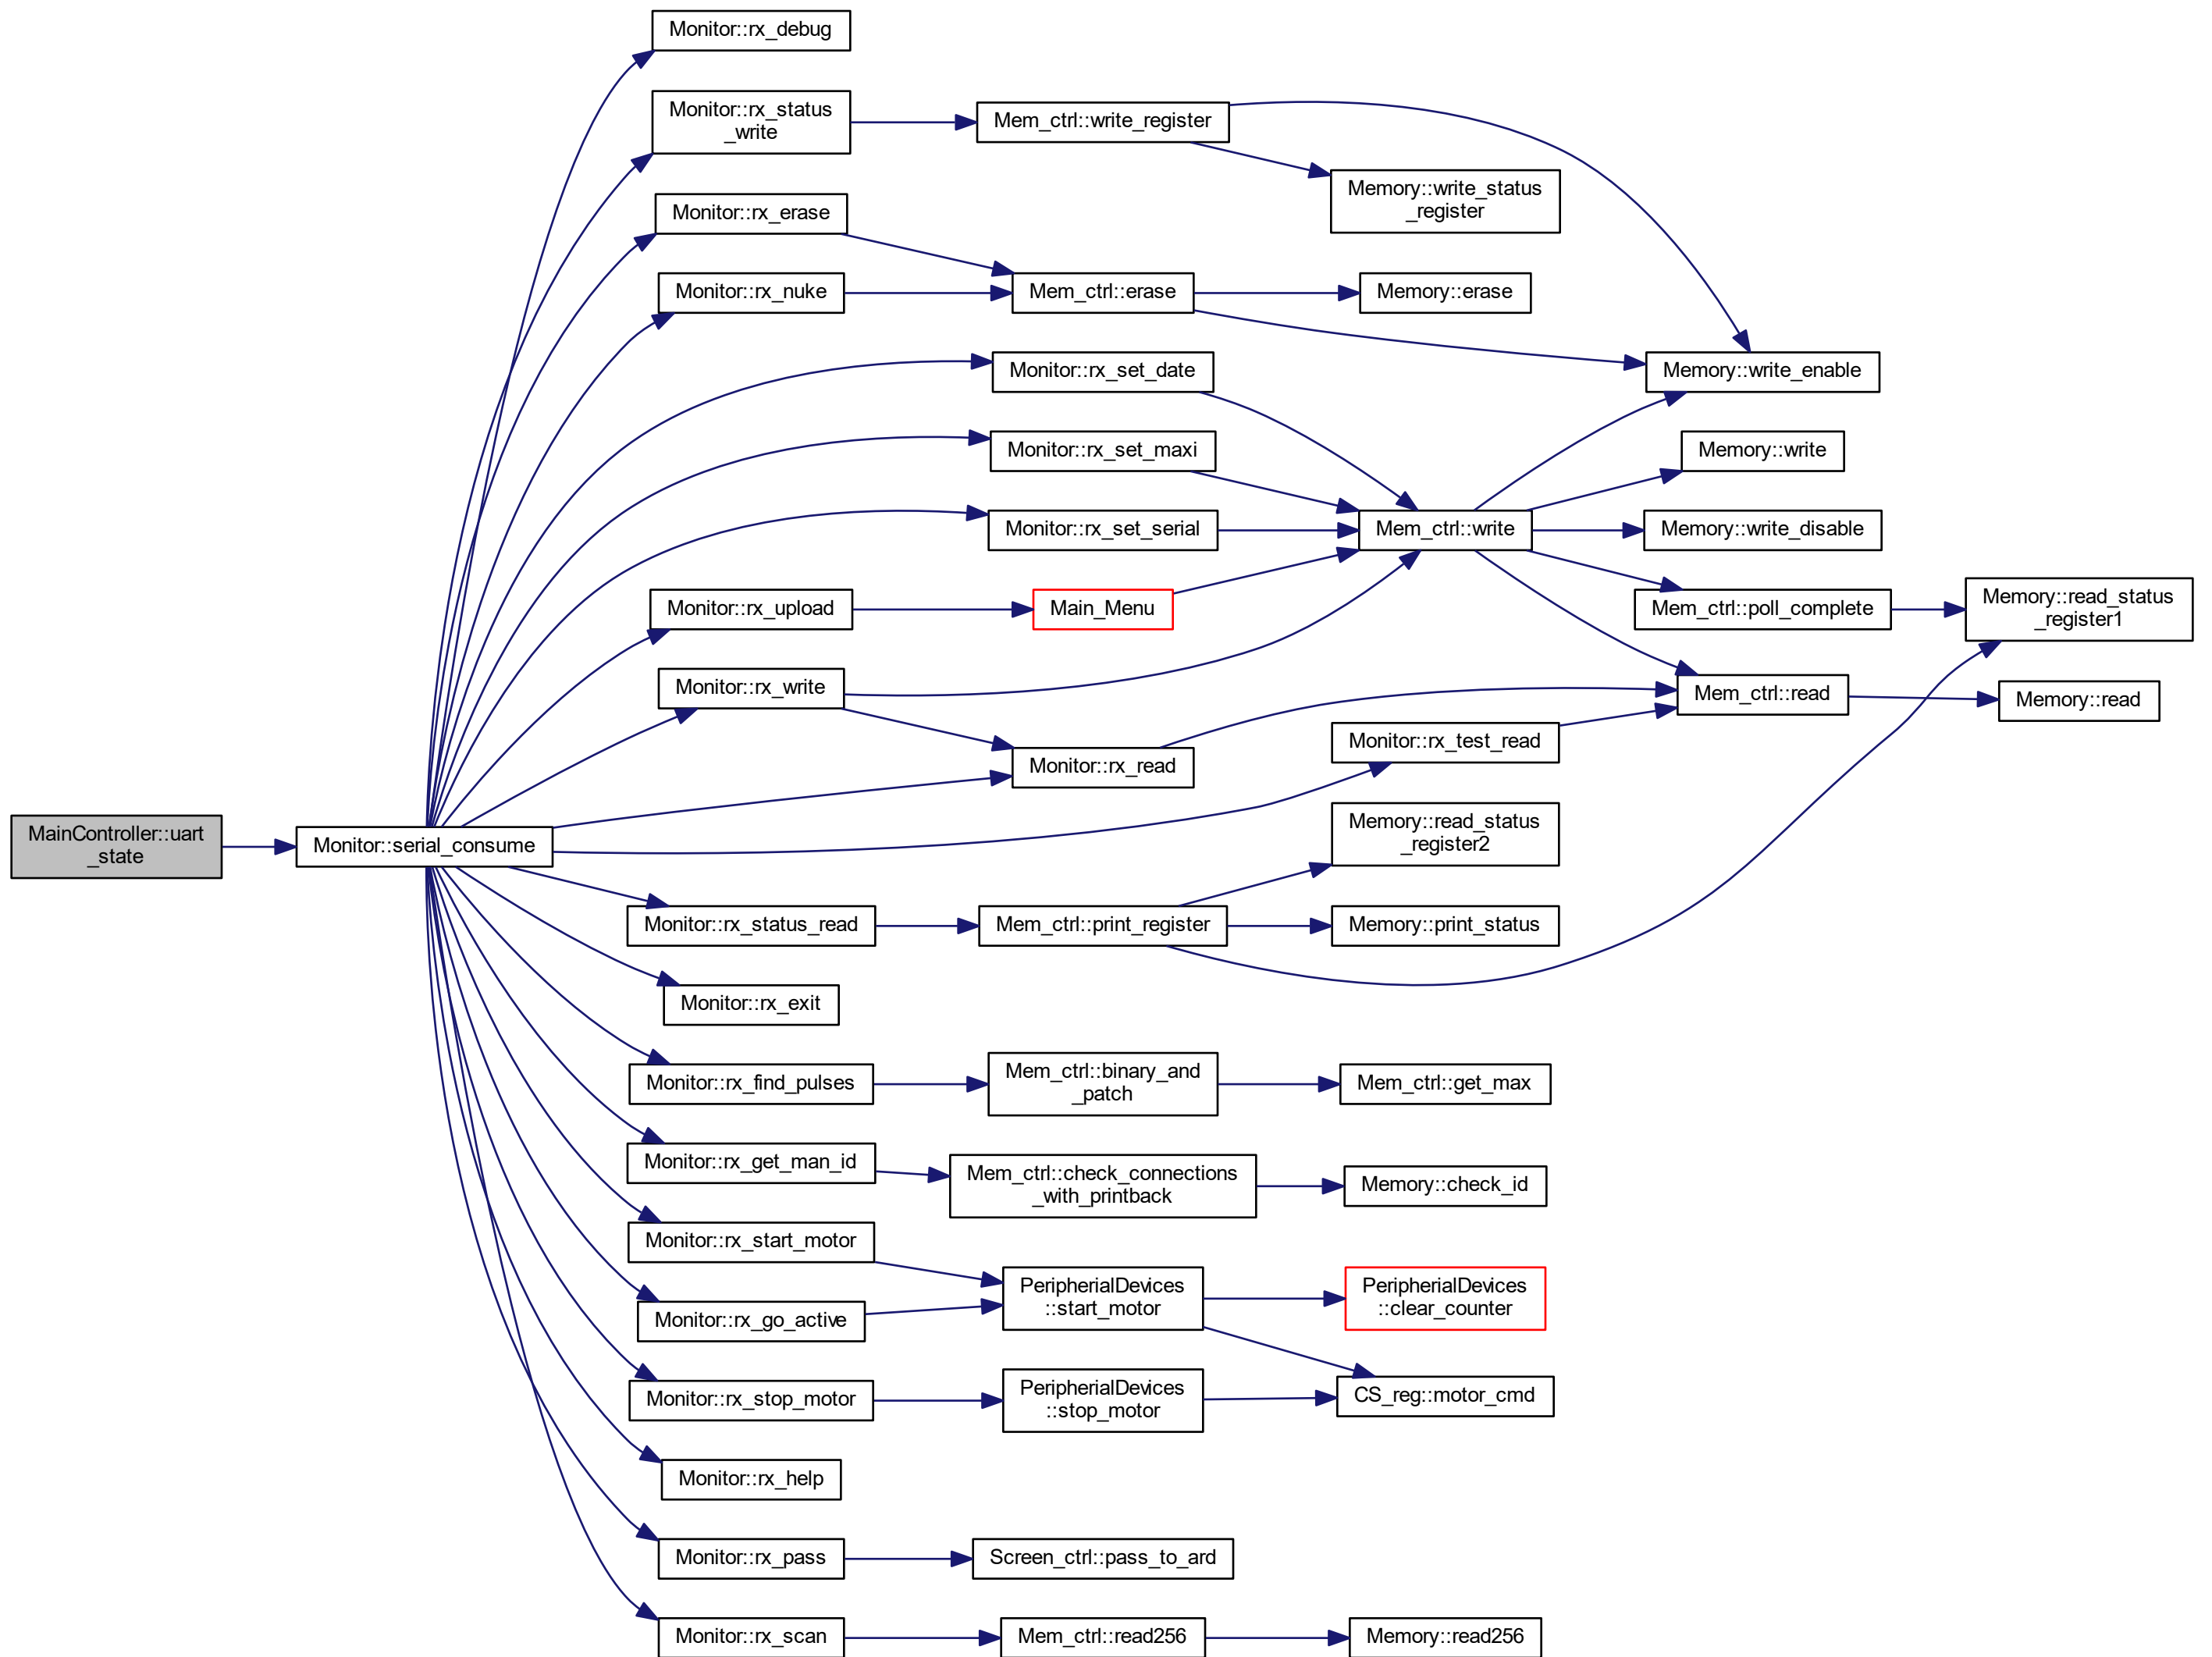 Monitor::rx_debug
Monitor::rx_status
_write
Mem_ctrl::write_register
Memory::write_status
_register
Monitor::rx_erase
Monitor::rx_nuke
Mem_ctrl::erase
Memory::erase
Monitor::rx_set_date
Memory::write_enable
Monitor::rx_set_maxi
Memory::write
Monitor::rx_set_serial
Mem_ctrl::write
Memory::write_disable
Monitor::rx_upload
Main_Menu
Mem_ctrl::poll_complete
Memory::read_status
_register1
Monitor::rx_write
Mem_ctrl::read
Memory::read
Monitor::rx_test_read
Monitor::rx_read
MainController::uart
_state
Monitor::serial_consume
Memory::read_status
_register2
Monitor::rx_status_read
Mem_ctrl::print_register
Memory::print_status
Monitor::rx_exit
Monitor::rx_find_pulses
Mem_ctrl::binary_and
_patch
Mem_ctrl::get_max
Monitor::rx_get_man_id
Mem_ctrl::check_connections
_with_printback
Memory::check_id
Monitor::rx_start_motor
PeripherialDevices
::start_motor
PeripherialDevices
::clear_counter
Monitor::rx_go_active
Monitor::rx_stop_motor
PeripherialDevices
::stop_motor
CS_reg::motor_cmd
Monitor::rx_help
Monitor::rx_pass
Screen_ctrl::pass_to_ard
Monitor::rx_scan
Mem_ctrl::read256
Memory::read256